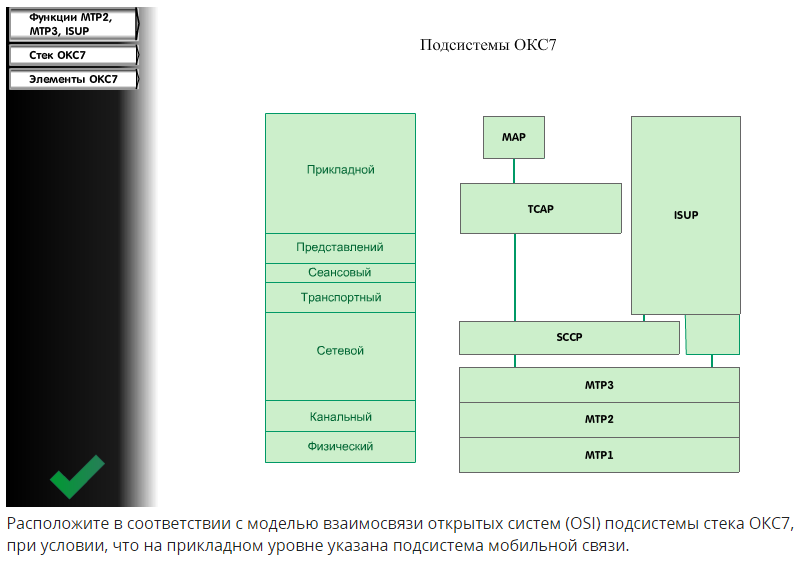 Функции MTP2,
MTP3, ISUP
Стек ОКС7
Элементы ОКС7
Подсистемы ОКС7
Прикладной
Представлений
Сеансовый
Транспортный
Сетевой
Канальный
Физический
MAP
TCAP
ISUP
SCCP
MTP3
MTP2
MTP1
Расположите в соответствии с моделью взаимосвязи открытых систем (OSI) подсистемы стека ОКС7,
при условии, что на прикладном уровне указана подсистема мобильной связи.